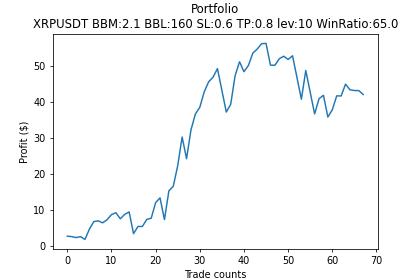 Portfolio
XRPUSDT BBM:2.1 BBL:160 SL:0.6 TP:0.8 lev:10 WinRatio:65.0
Profit ($)
50
40
30
20
10
0
0 10 20 30 40 50 60 70
Trade counts